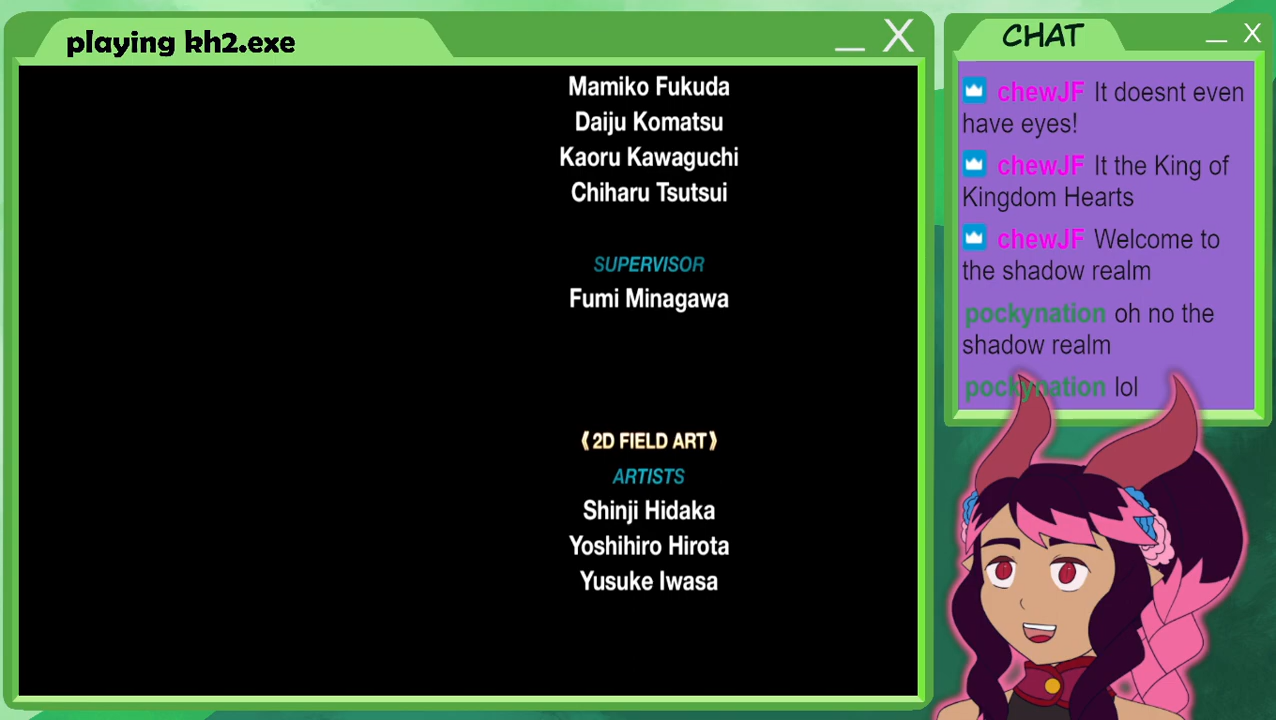 playing kh2.exe
Mamiko Fukuda
Daiju Komatsu
Kaoru Kawaguchi
Chiharu Tsutsui
SUPERVISOR
Fumi Minagawa
《2D FIELD ART》
ARTISTS
Shinji Hidaka
Yoshihiro Hirota
Yusuke Iwasa
CHAT
chewJF It doesnt even
have eyes!
chewJF It the King of
Kingdom Hearts
chewJF Welcome to
the shadow realm
pockynation oh no the
shadow realm
pockynation lol